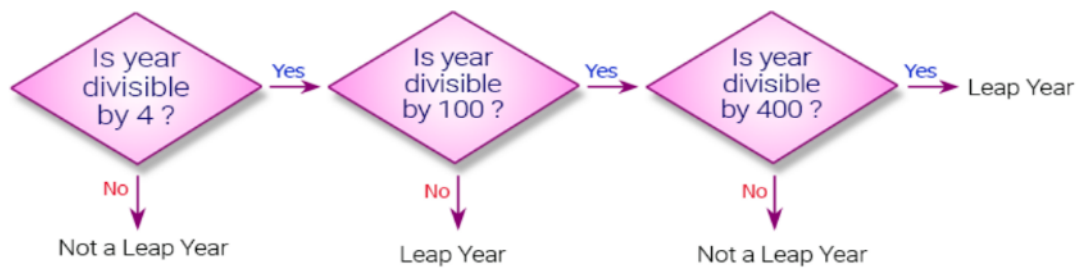 Is year
divisible
by 4 ?
Yes
Is year
divisible
by 100 ?
Yes
Is year
divisible
by 400 ?
Yes
Leap Year
No
No
No
Not a Leap Year
Leap Year
Not a Leap Year